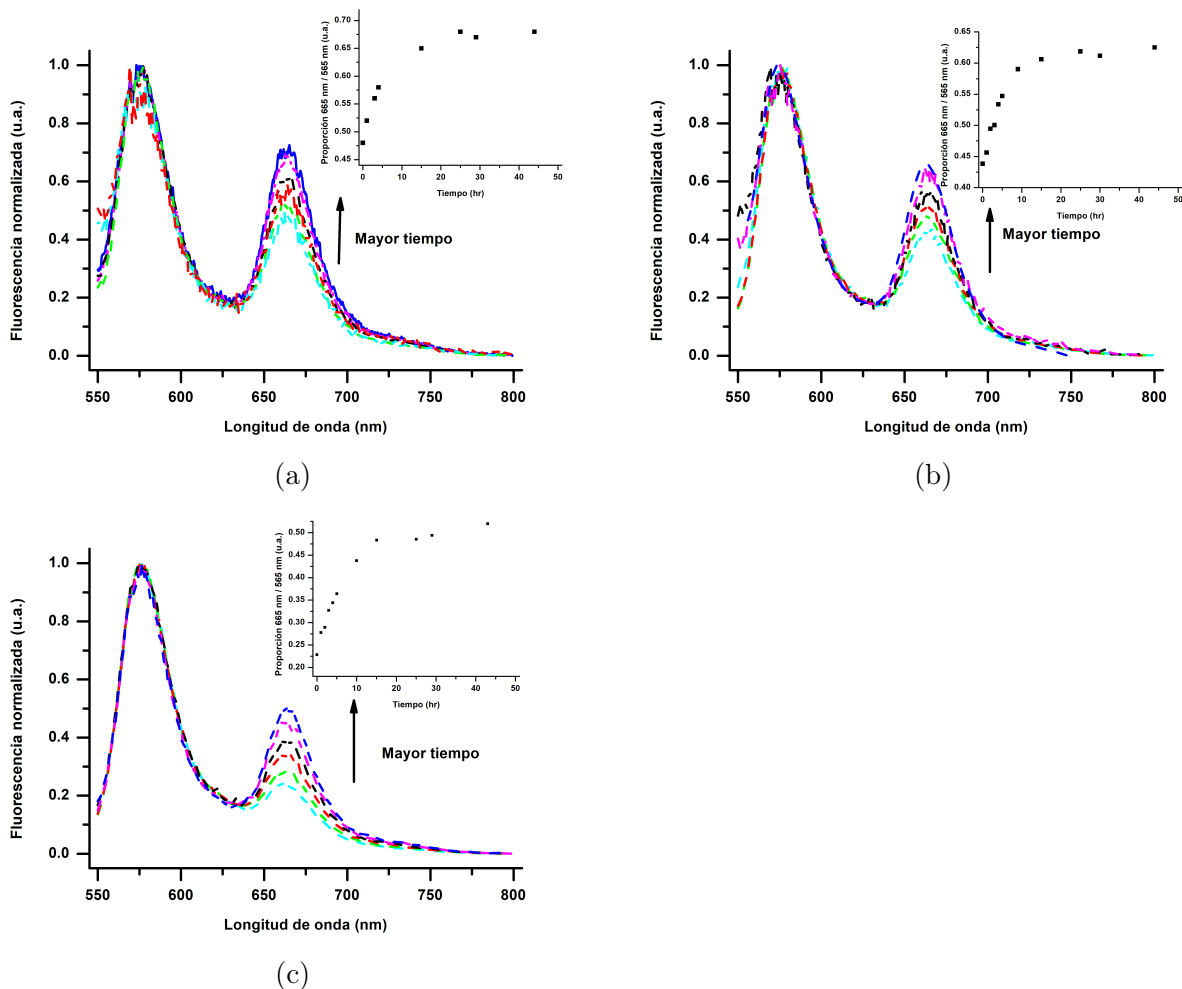 Proporción 665 nm / 565 nm (u.a.)
0.70
0.65
0.60
0.55
0.50
0.45
0 10 20 30 40 50
Tiempo (hr)
Fluorescencia normalizada (u.a.)
1.0
0.8
0.6
0.4
0.2
0.0
Mayor tiempo
550 600 650 700 750 800
Longitud de onda (nm)
(a)
Proporción 665 nm / 565 nm (u.a.)
0.65
0.60
0.55
0.50
0.45
0.40
0 10 20 30 40 50
Tiempo (hr)
Fluorescencia normalizada (u.a.)
1.0
0.8
0.6
0.4
0.2
0.0
Mayor tiempo
550 600 650 700 750 800
Longitud de onda (nm)
(b)
Proporción 665 nm / 565 nm (u.a.)
0.50
0.45
0.40
0.35
0.30
0.25
0.20
0 10 20 30 40 50
Tiempo (hr)
Fluorescencia normalizada (u.a.)
1.0
0.8
0.6
0.4
0.2
0.0
Mayor tiempo
550 600 650 700 750 800
Longitud de onda (nm)
(c)